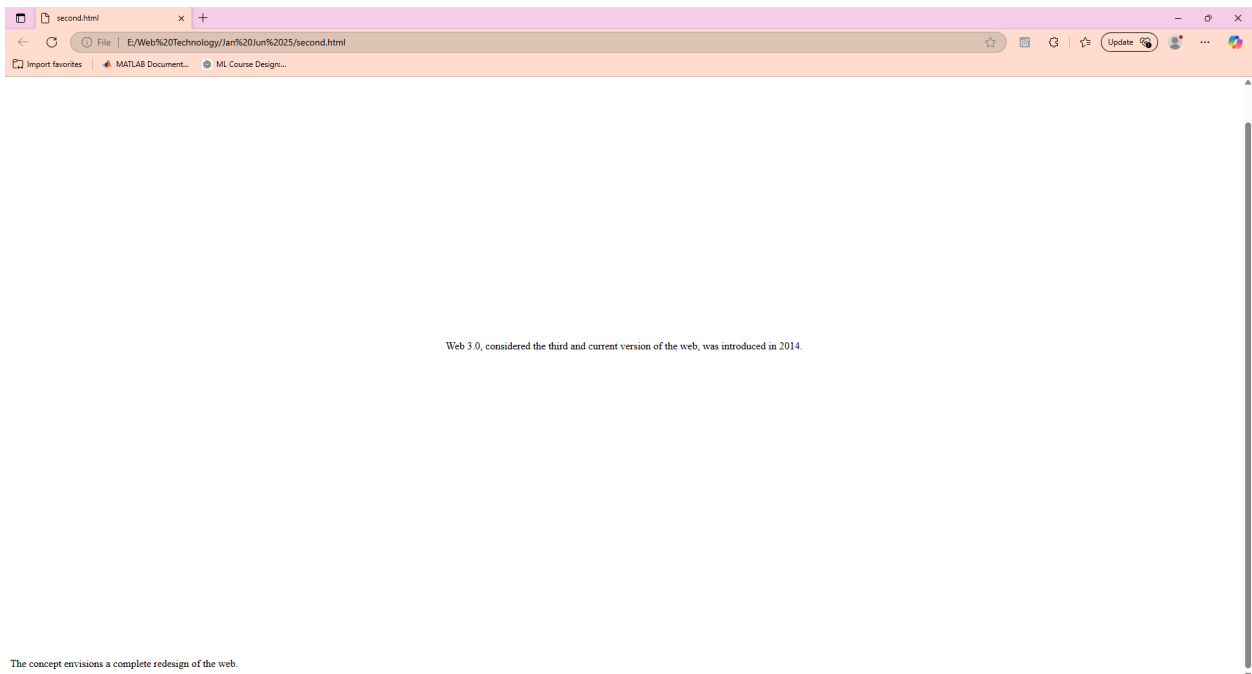 second.html
File E:/Web%20Technology/Jan%20Jun%2025/second.html Update
Import favorites MATLAB Document... ML Course Design:...
Web 3.0, considered the third and current version of the web, was introduced in 2014.
The concept envisions a complete redesign of the web.